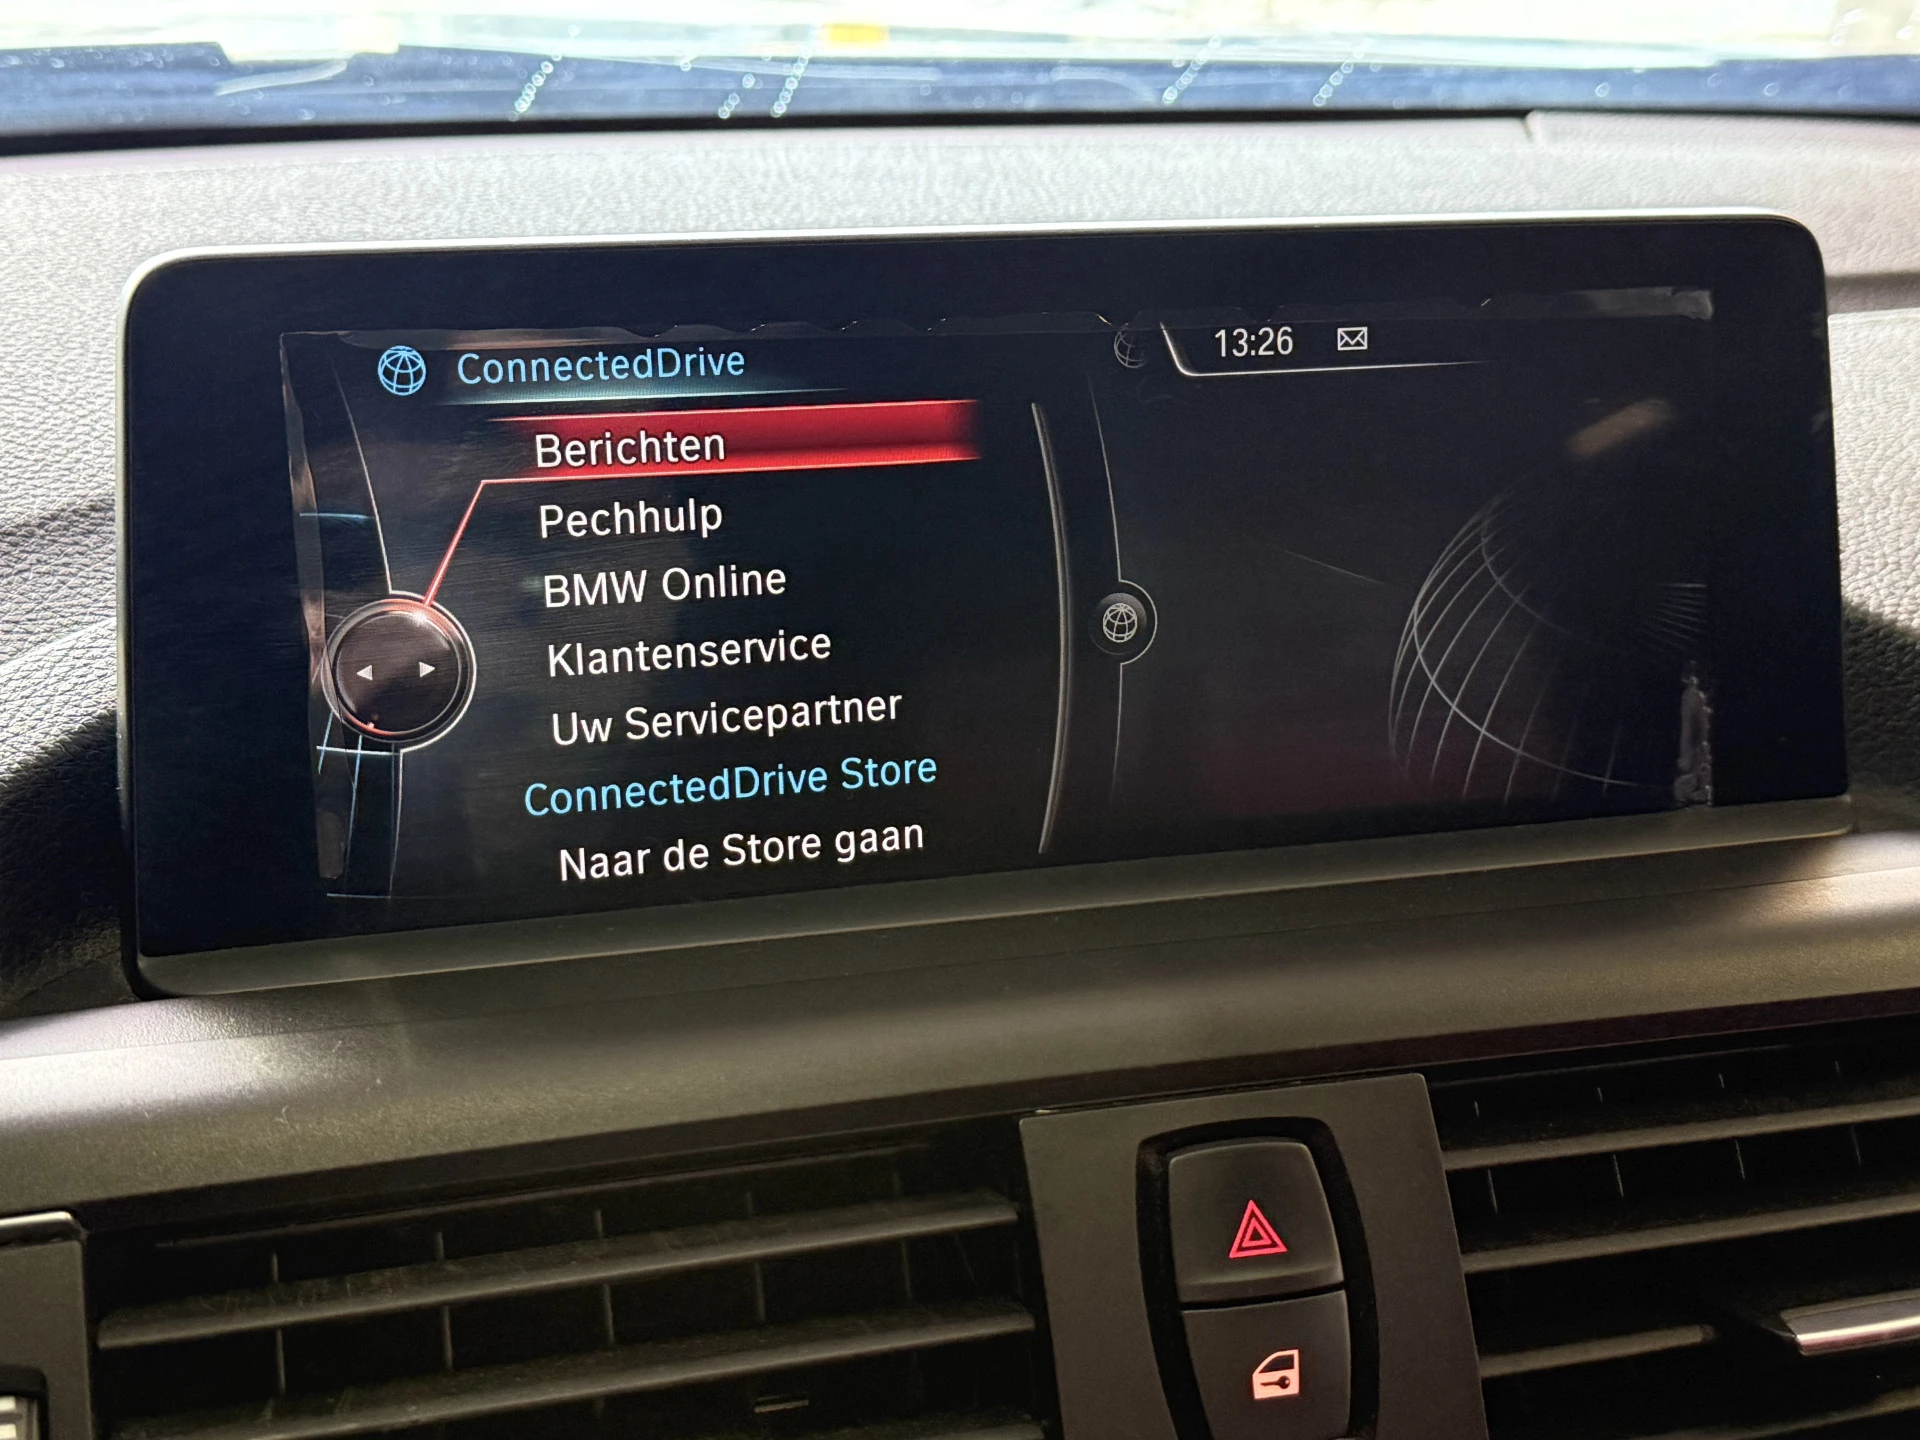 ConnectedDrive
13:26
Berichten
Pechhulp
BMW Online
Klantenservice
Uw Servicepartner
ConnectedDrive Store
Naar de Store gaan